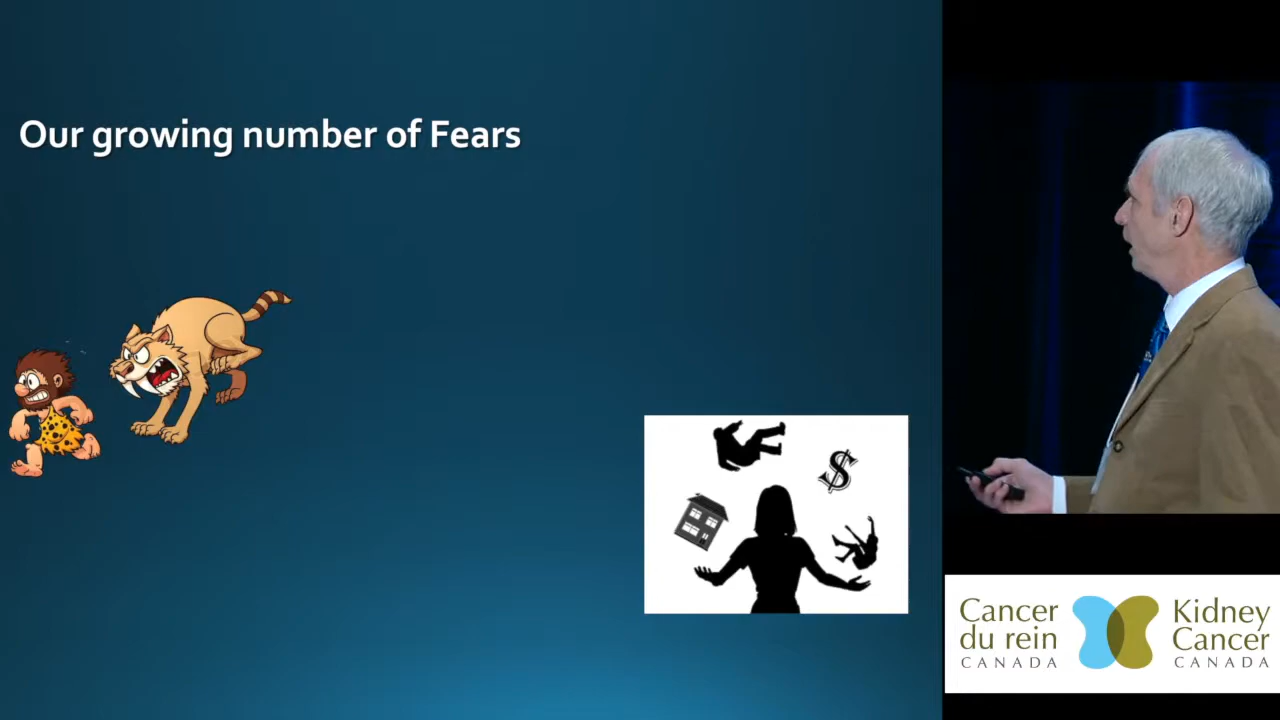 Our growing number of Fears
$
Cancer
du rein
CANADA
Kidney
Cancer
CANADA